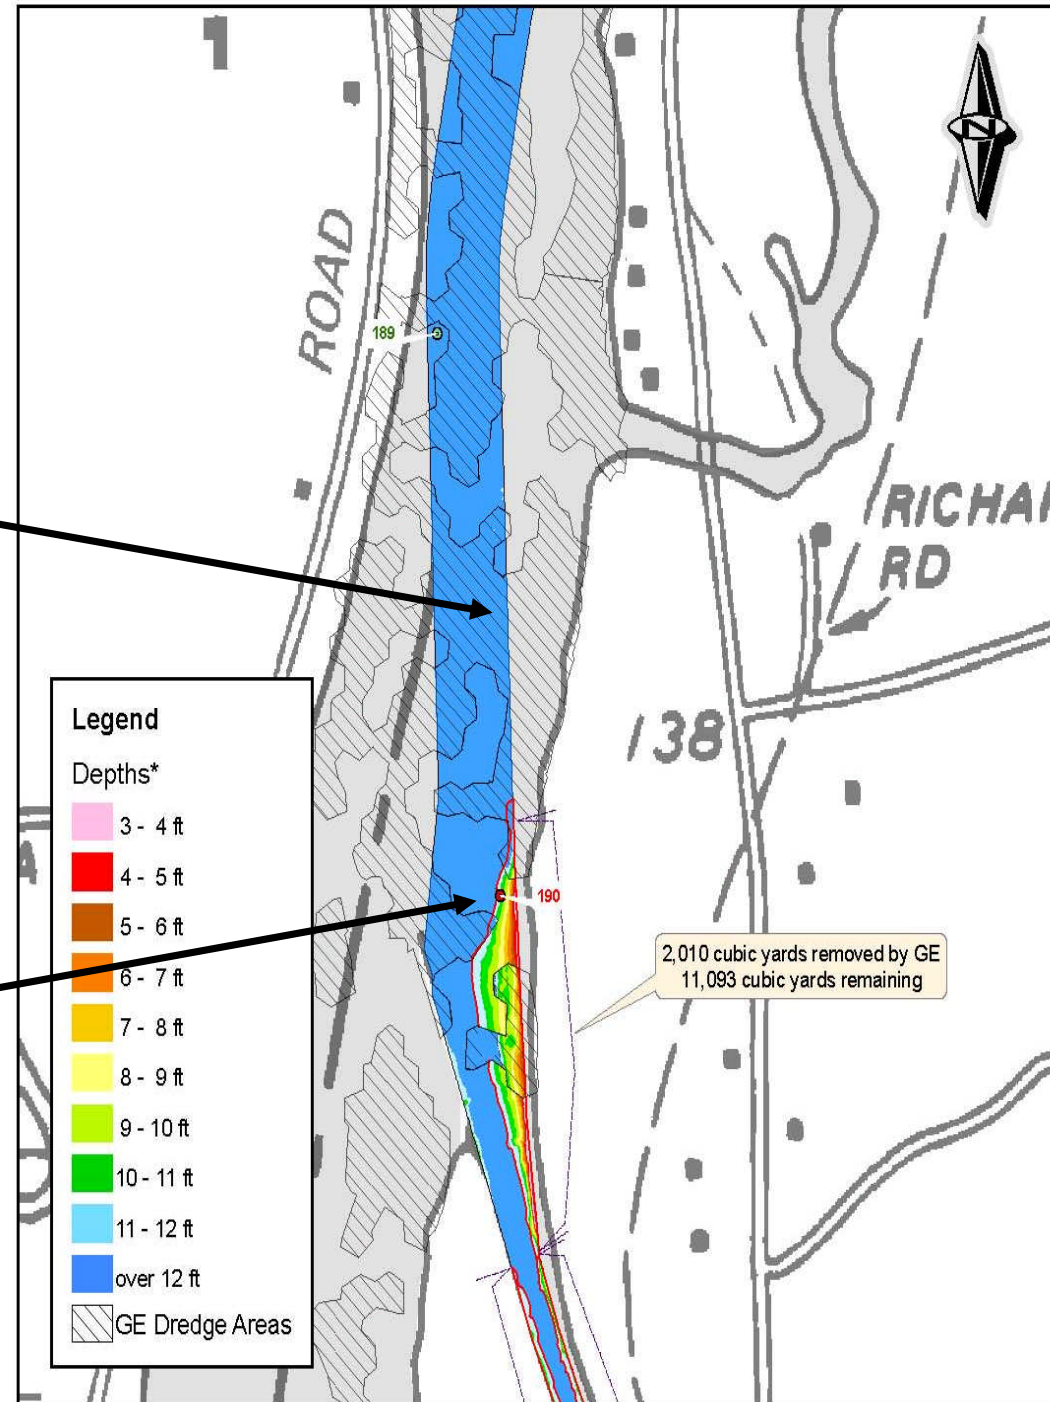 1
N
ROAD
189
RICHAR
RD
138
190
2,010 cubic yards removed by GE
11,093 cubic yards remaining
Legend
Depths*
3 - 4 ft
4 - 5 ft
5 - 6 ft
6 - 7 ft
7 - 8 ft
8 - 9 ft
9 - 10 ft
10 - 11 ft
11 - 12 ft
over 12 ft
GE Dredge Areas